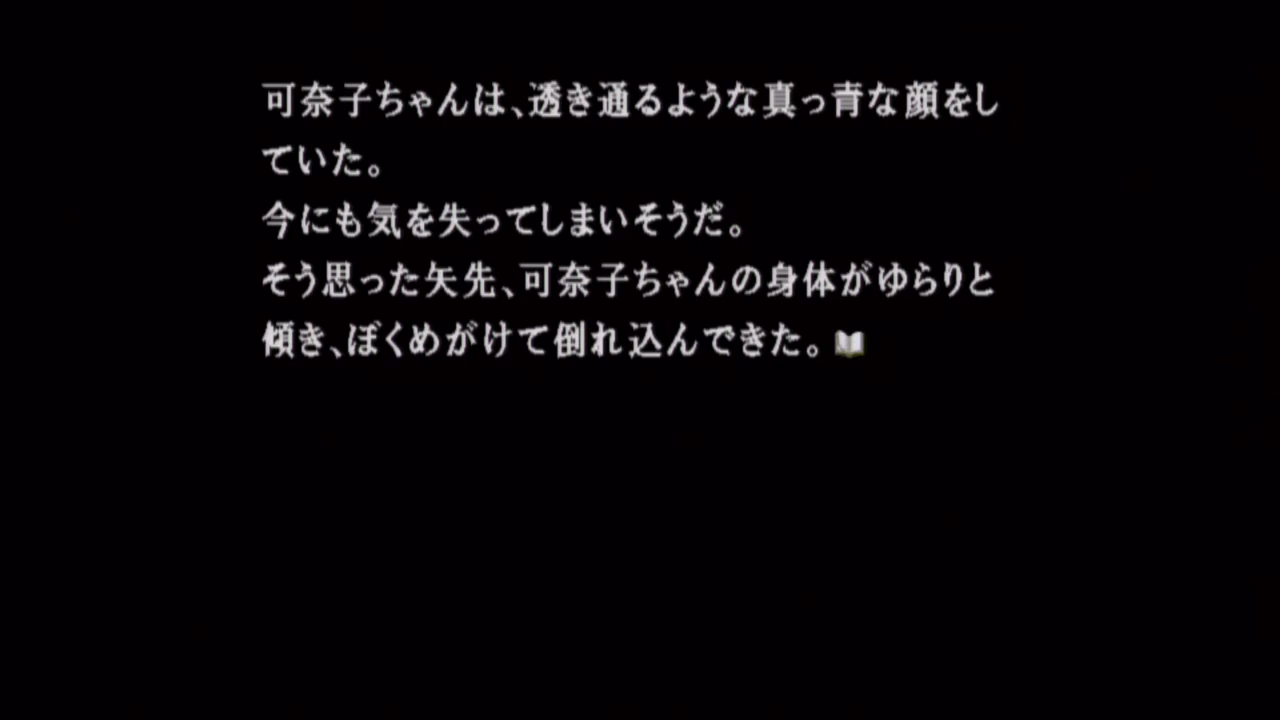 可奈子ちゃんは、透き通るような真っ青な顔をし
ていた。
今にも気を失ってしまいそうだ。
そう思った矢先、可奈子ちゃんの身体がゆらりと
傾き、ぼくめがけて倒れ込んできた。